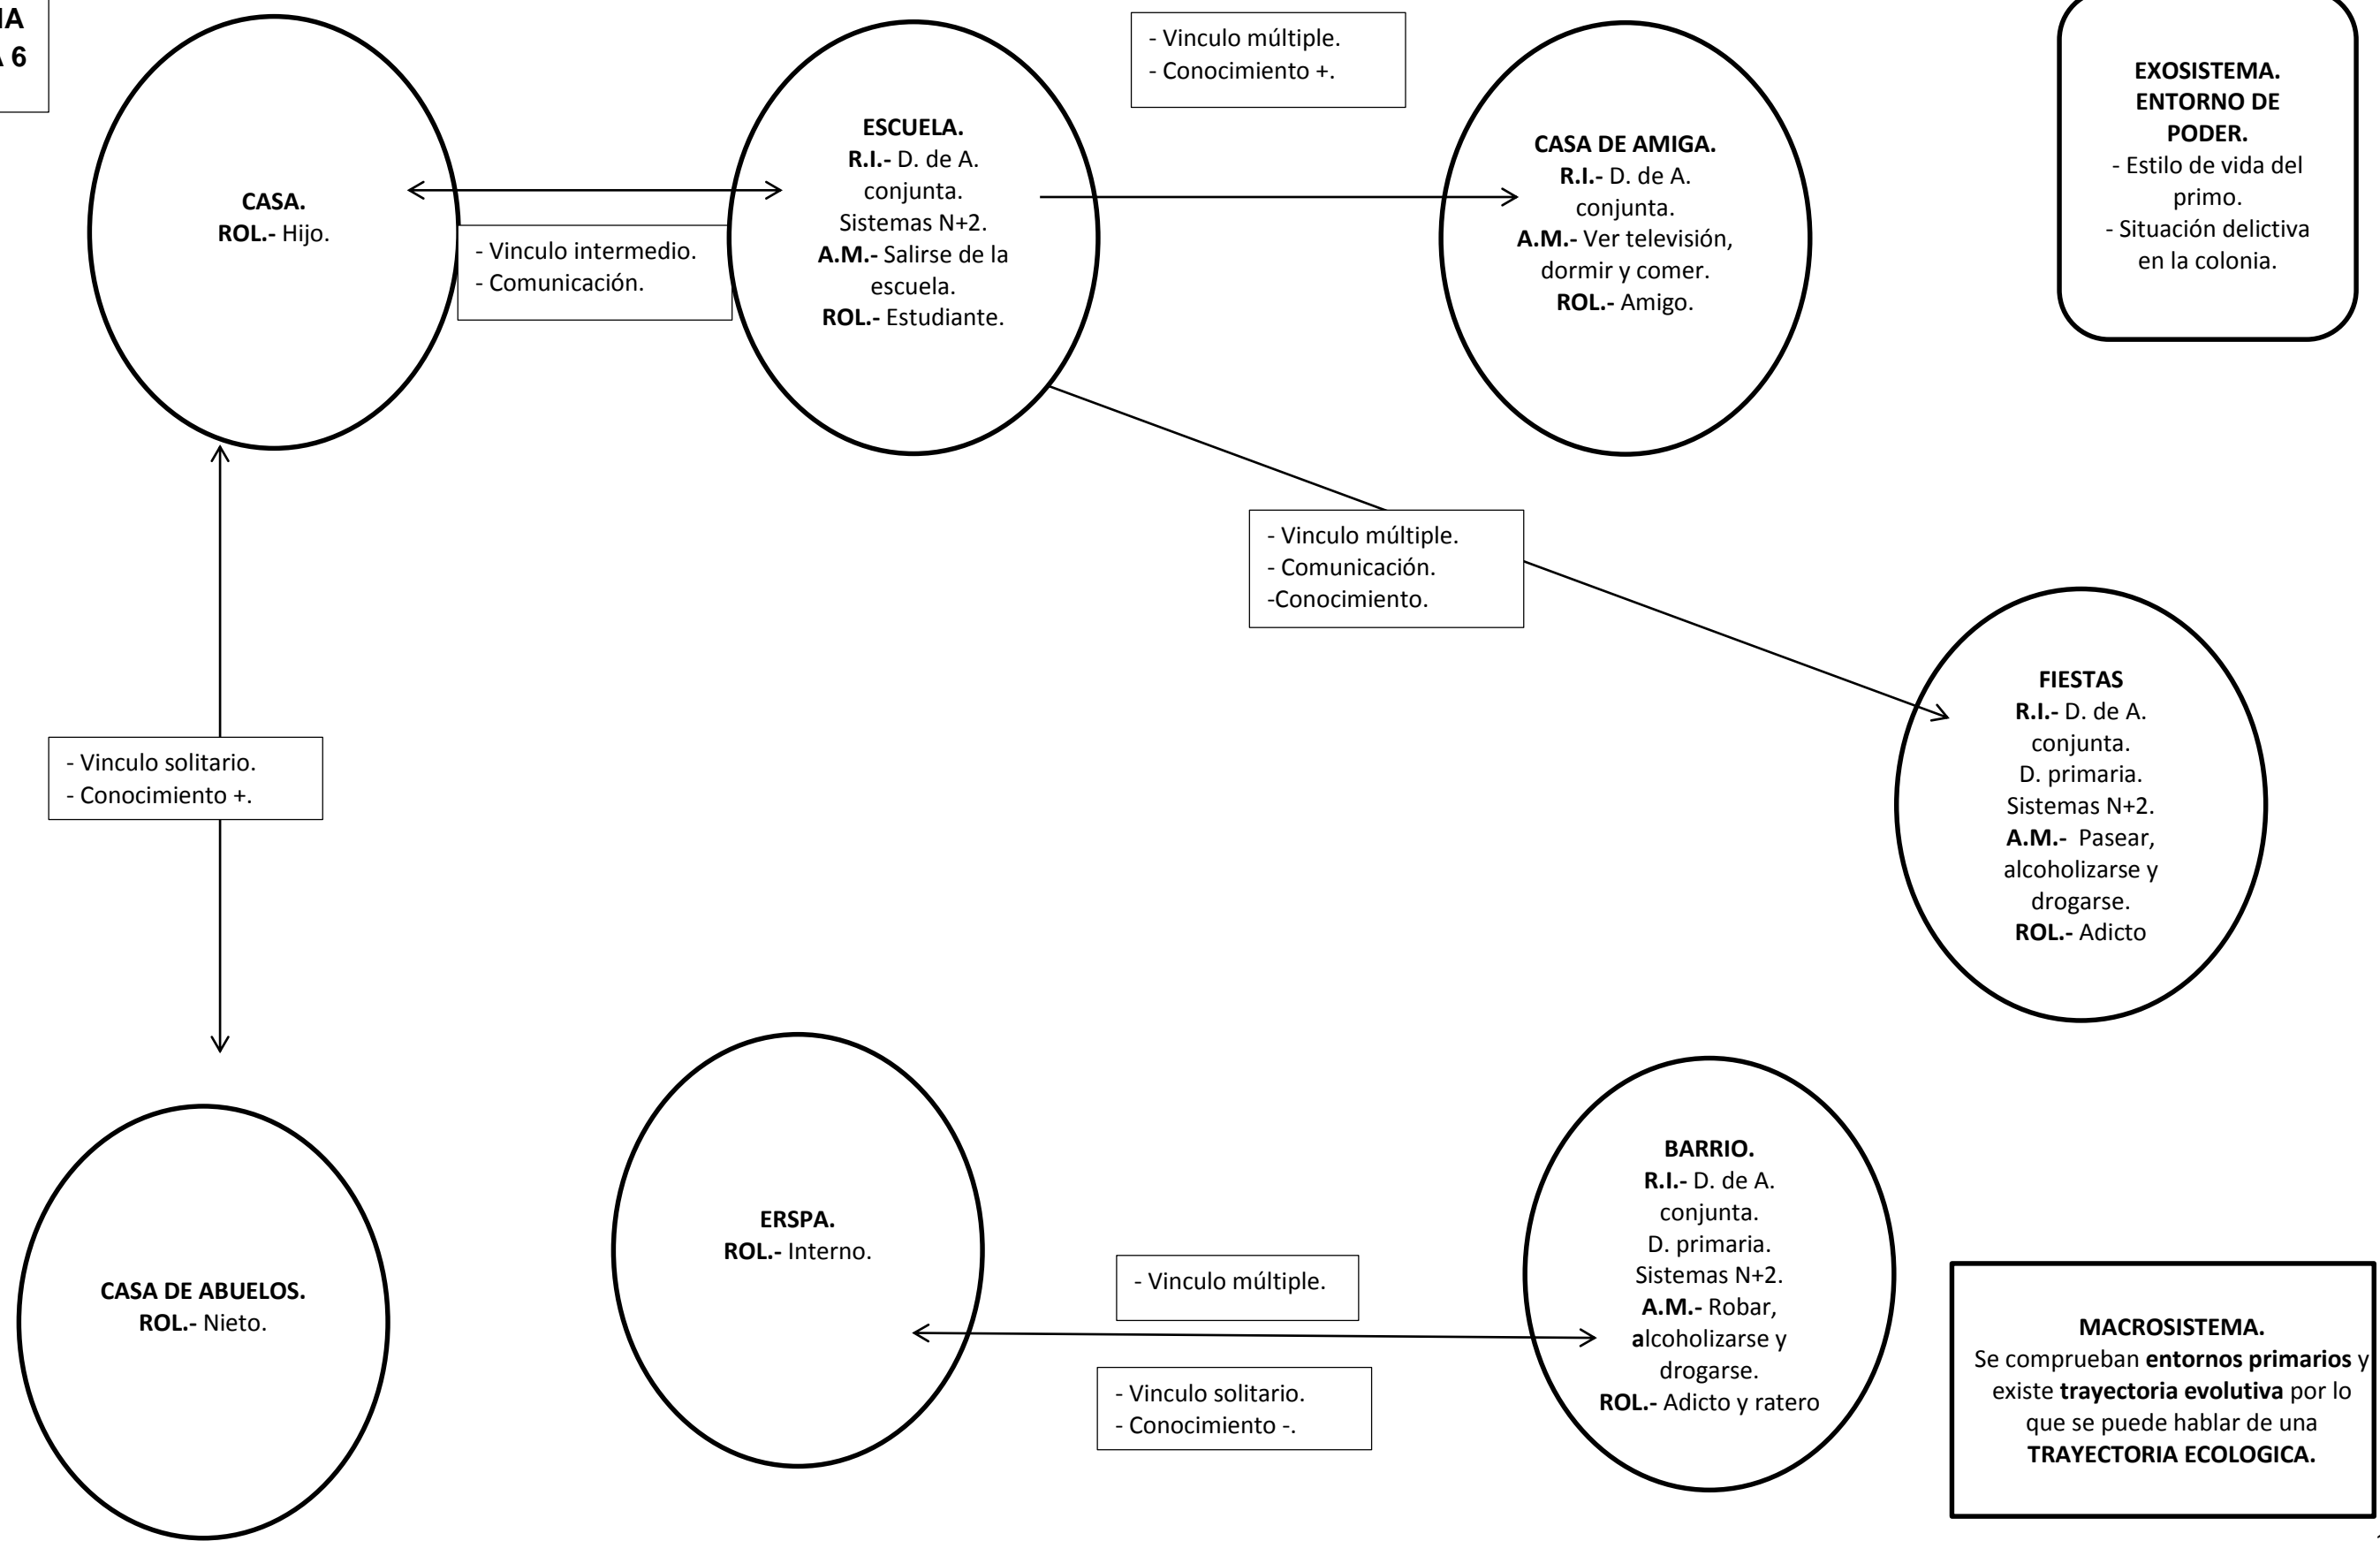 IA
A 6
CASA.
ROL.- Hijo.
- Vinculo intermedio.
- Comunicación.
ESCUELA.
R.I.- D. de A.
conjunta.
Sistemas N+2.
A.M.- Salirse de la
escuela.
ROL.- Estudiante.
- Vinculo múltiple.
- Conocimiento +.
CASA DE AMIGA.
R.I.- D. de A.
conjunta.
A.M.- Ver televisión,
dormir y comer.
ROL.- Amigo.
EXOSISTEMA.
ENTORNO DE
PODER.
- Estilo de vida del
primo.
- Situación delictiva
en la colonia.
- Vinculo múltiple.
- Comunicación.
-Conocimiento.
FIESTAS
R.I.- D. de A.
conjunta.
D. primaria.
Sistemas N+2.
A.M.- Pasear,
alcoholizarse y
drogarse.
ROL.- Adicto
- Vinculo solitario.
- Conocimiento +.
CASA DE ABUELOS.
ROL.- Nieto.
ERSPA.
ROL.- Interno.
- Vinculo múltiple.
- Vinculo solitario.
- Conocimiento -.
BARRIO.
R.I.- D. de A.
conjunta.
D. primaria.
Sistemas N+2.
A.M.- Robar,
alcoholizarse y
drogarse.
ROL.- Adicto y ratero
MACROSISTEMA.
Se comprueban entornos primarios y
existe trayectoria evolutiva por lo
que se puede hablar de una
TRAYECTORIA ECOLOGICA.